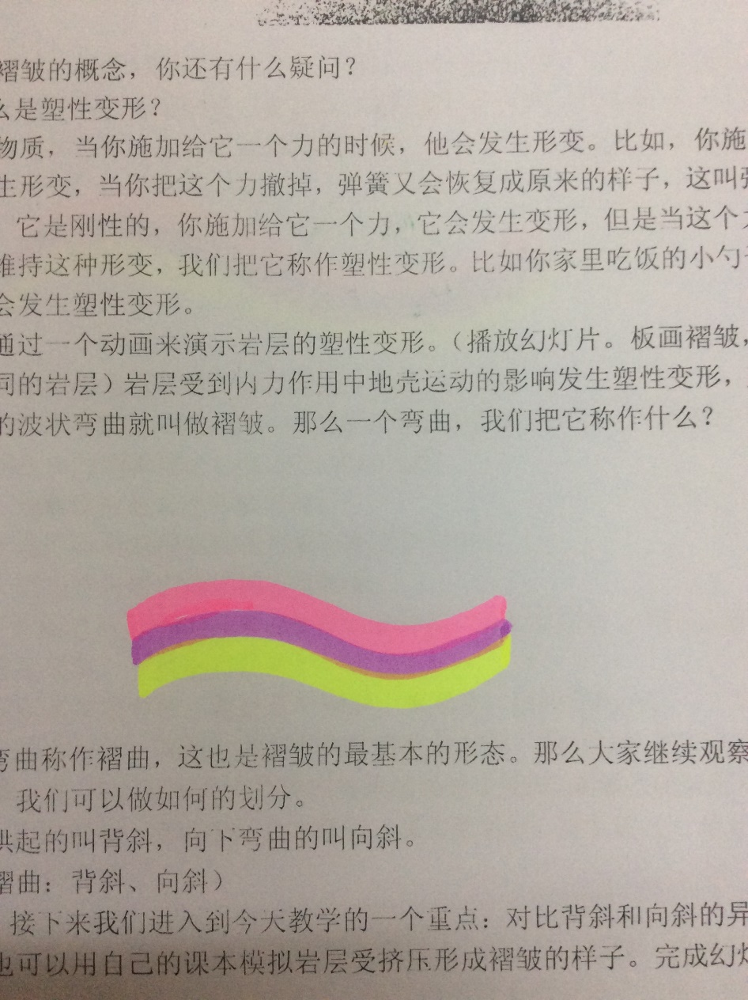 褶皱的概念，你还有什么疑问？
么是塑性变形？
物质，当你施加给它一个力的时候，他会发生形变。比如，你施
生形变，当你把这个力撤掉，弹簧又会恢复成原来的样子，这叫弹
它是刚性的，你施加给它一个力，它会发生变形，但是当这个
维持这种形变，我们把它称作塑性变形。比如你家里吃饭的小勺
会发生塑性变形。
通过一个动画来演示岩层的塑性变形。（播放幻灯片。板画褶皱，
同的岩层）岩层受到内力作用中地壳运动的影响发生塑性变形，
的波状弯曲就叫做褶皱。那么一个弯曲，我们把它称作什么？
弯曲称作褶曲，这也是褶皱的最基本的形态。那么大家继续观察
我们可以做如何的划分。
拱起的叫背斜，向下弯曲的叫向斜。
褶曲：背斜、向斜）
接下来我们进入到今天教学的一个重点：对比背斜和向斜的异
也可以用自己的课本模拟岩层受挤压形成褶皱的样子。完成幻灯